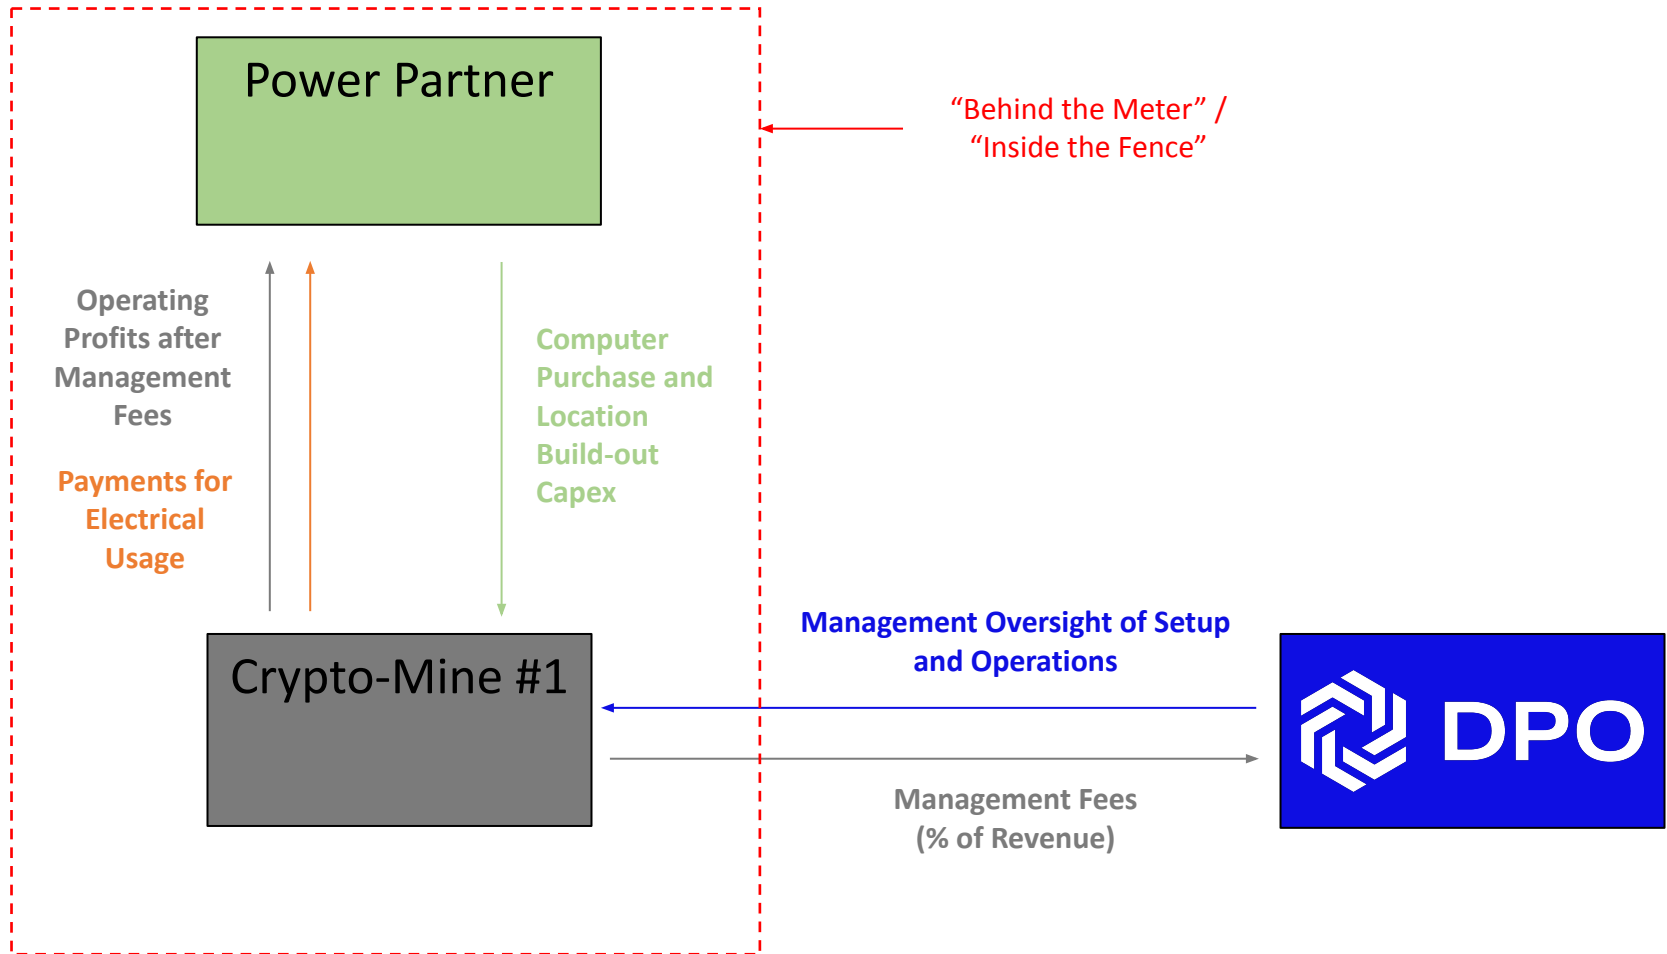 Power Partner
“Behind the Meter” /
“Inside the Fence”
Operating
Profits after
Management
Fees
Payments for
Electrical
Usage
Computer
Purchase and
Location
Build-out
Capex
Crypto-Mine #1
Management Oversight of Setup
and Operations
Management Fees
(% of Revenue)
DPO